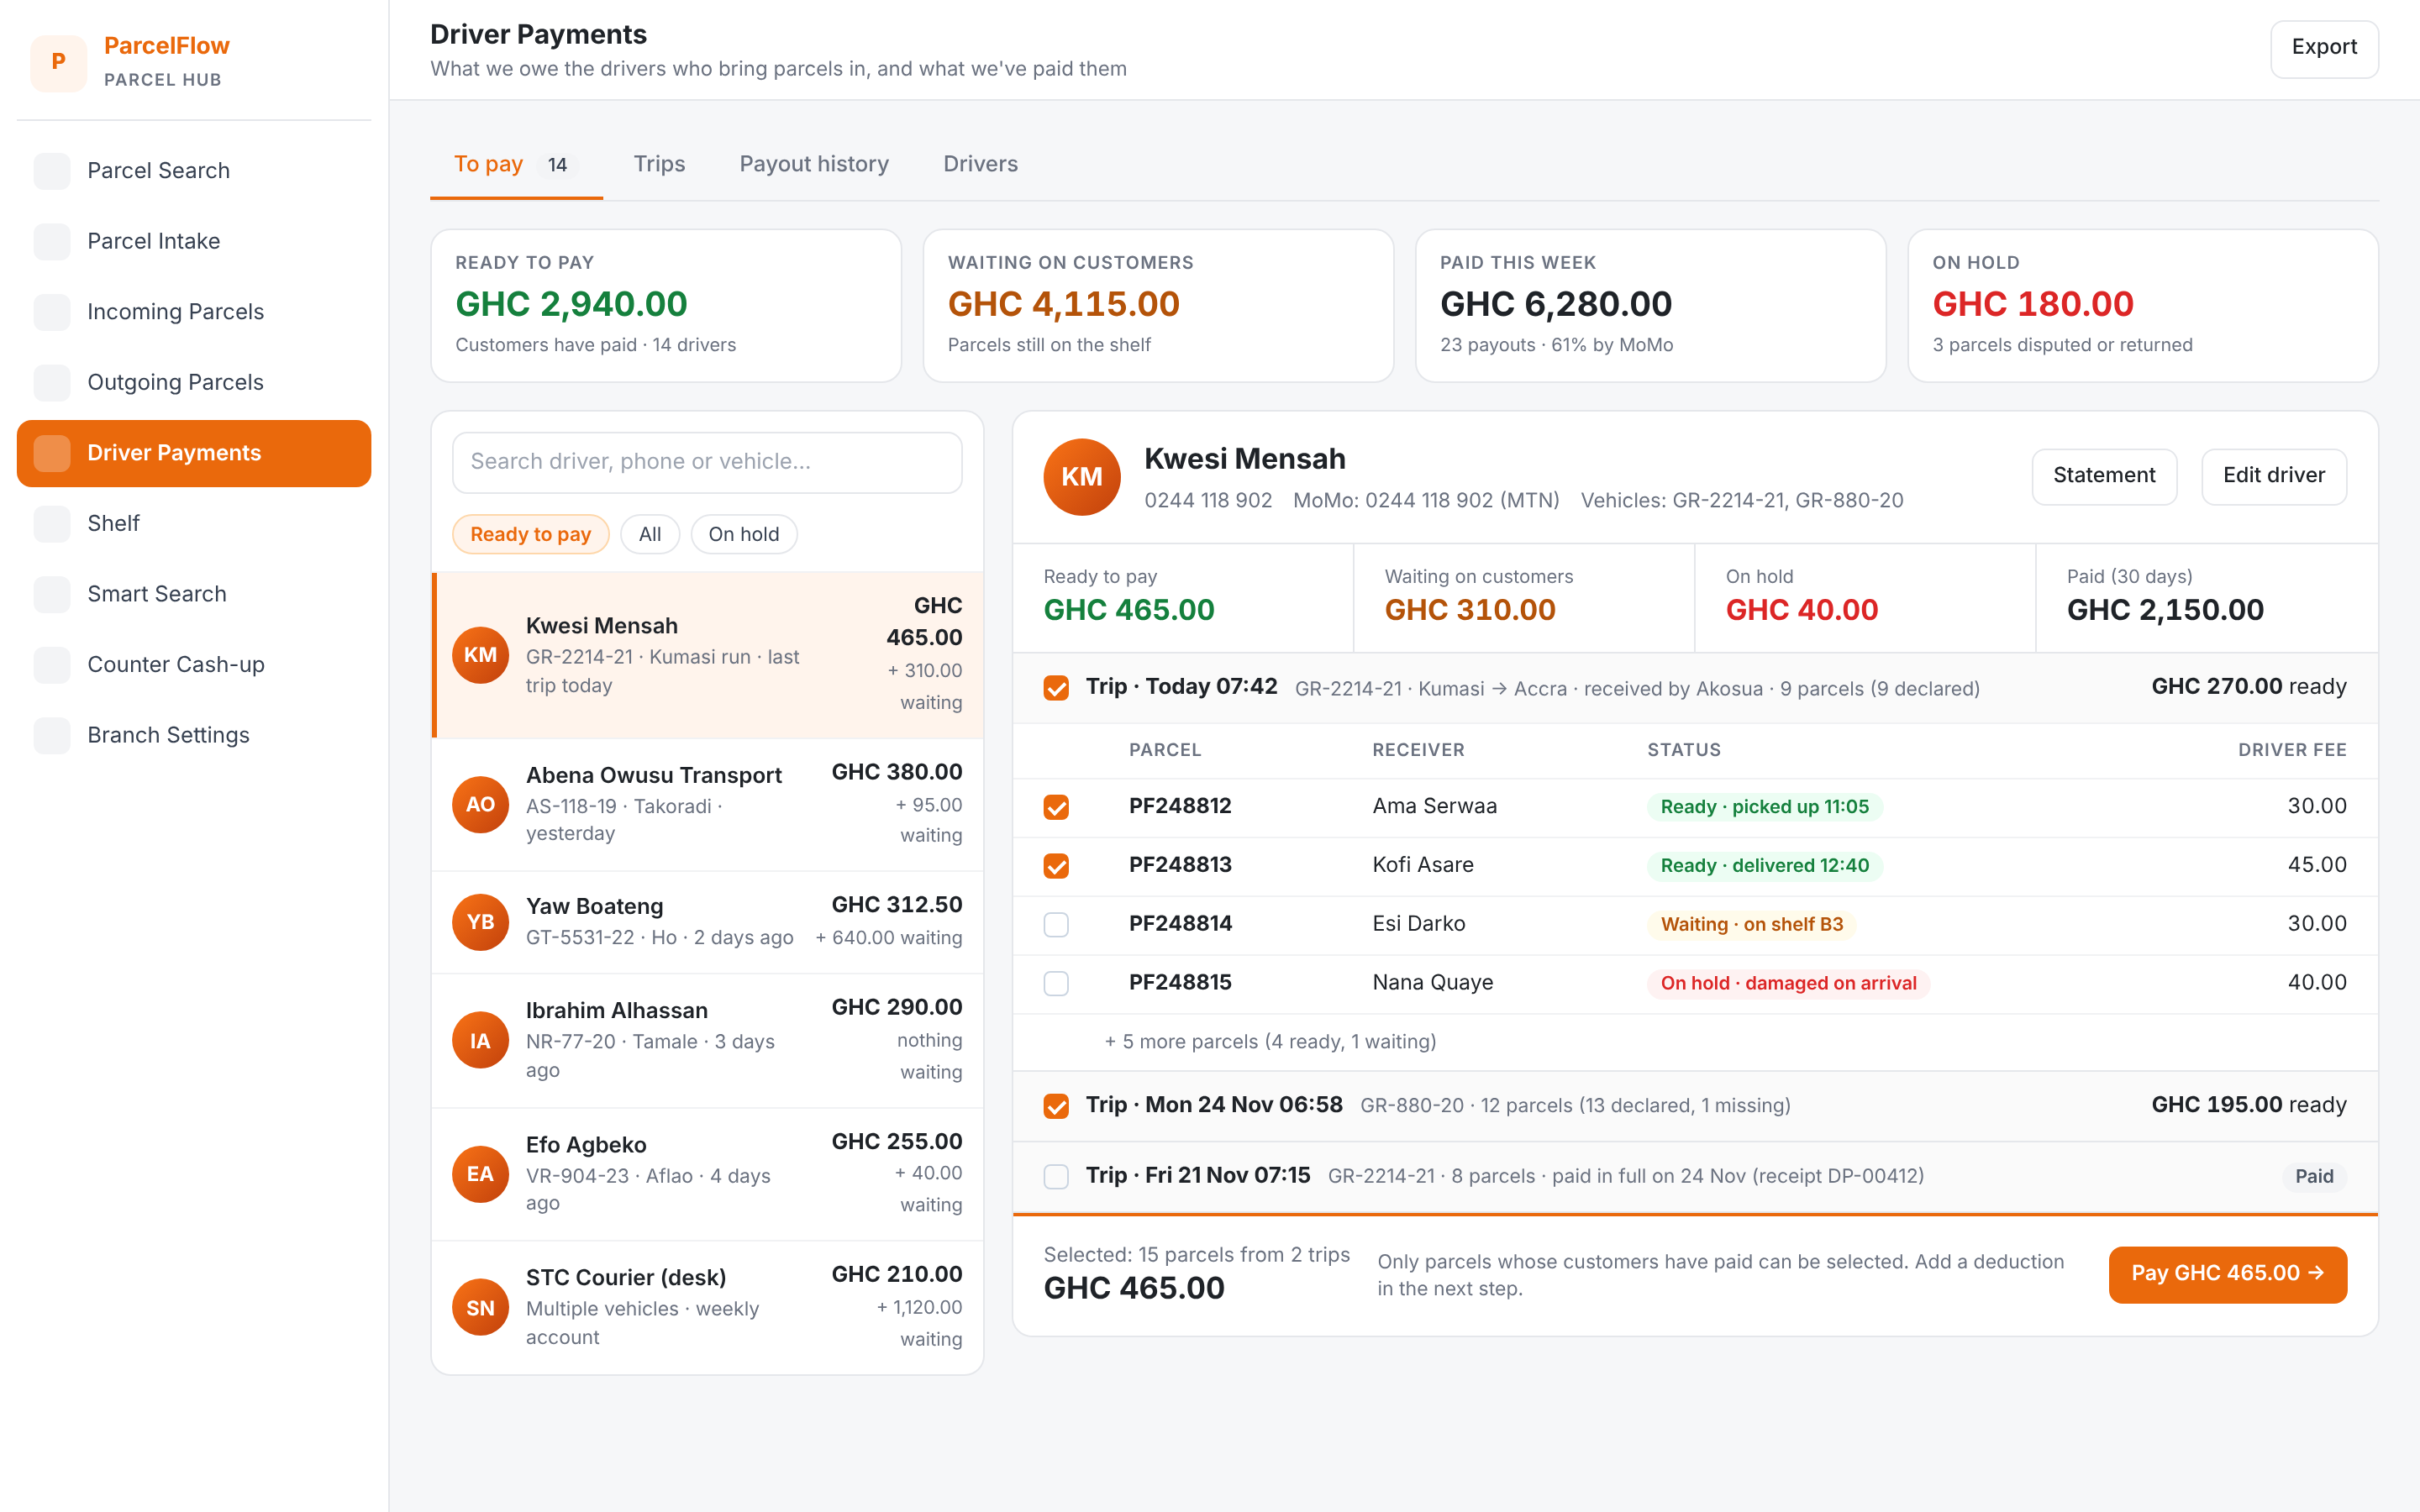 P
ParcelFlow
PARCEL HUB
Parcel Search
Parcel Intake
Incoming Parcels
Outgoing Parcels
Driver Payments
Shelf
Smart Search
Counter Cash-up
Branch Settings
Driver Payments
What we owe the drivers who bring parcels in, and what we've paid them
Export
To pay 14 Trips Payout history Drivers
READY TO PAY
GHC 2,940.00
Customers have paid · 14 drivers
WAITING ON CUSTOMERS
GHC 4,115.00
Parcels still on the shelf
PAID THIS WEEK
GHC 6,280.00
23 payouts · 61% by MoMo
ON HOLD
GHC 180.00
3 parcels disputed or returned
Search driver, phone or vehicle...
Ready to pay All On hold
KM
Kwesi Mensah
GR-2214-21 · Kumasi run · last
trip today
GHC
465.00
+ 310.00
waiting
AO
Abena Owusu Transport
AS-118-19 · Takoradi ·
yesterday
GHC 380.00
+ 95.00
waiting
YB
Yaw Boateng
GT-5531-22 · Ho · 2 days ago
GHC 312.50
+ 640.00 waiting
IA
Ibrahim Alhassan
NR-77-20 · Tamale · 3 days
ago
GHC 290.00
nothing
waiting
EA
Efo Agbeko
VR-904-23 · Aflao · 4 days
ago
GHC 255.00
+ 40.00
waiting
SN
STC Courier (desk)
Multiple vehicles · weekly
account
GHC 210.00
+ 1,120.00
waiting
KM
Kwesi Mensah
0244 118 902 MoMo: 0244 118 902 (MTN) Vehicles: GR-2214-21, GR-880-20
Statement
Edit driver
Ready to pay
GHC 465.00
Waiting on customers
GHC 310.00
On hold
GHC 40.00
Paid (30 days)
GHC 2,150.00
Trip · Today 07:42 GR-2214-21 · Kumasi → Accra · received by Akosua · 9 parcels (9 declared) GHC 270.00 ready
PARCEL RECEIVER STATUS DRIVER FEE
PF248812 Ama Serwaa Ready · picked up 11:05 30.00
PF248813 Kofi Asare Ready · delivered 12:40 45.00
PF248814 Esi Darko Waiting · on shelf B3 30.00
PF248815 Nana Quaye On hold · damaged on arrival 40.00
+ 5 more parcels (4 ready, 1 waiting)
Trip · Mon 24 Nov 06:58 GR-880-20 · 12 parcels (13 declared, 1 missing) GHC 195.00 ready
Trip · Fri 21 Nov 07:15 GR-2214-21 · 8 parcels · paid in full on 24 Nov (receipt DP-00412) Paid
Selected: 15 parcels from 2 trips
GHC 465.00
Only parcels whose customers have paid can be selected. Add a deduction
in the next step.
Pay GHC 465.00 →